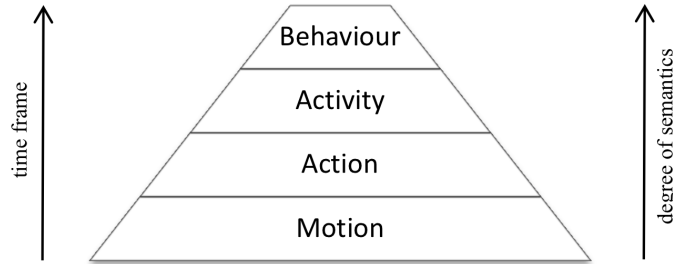 Behaviour
Activity
Action
Motion
time frame
degree of semantics